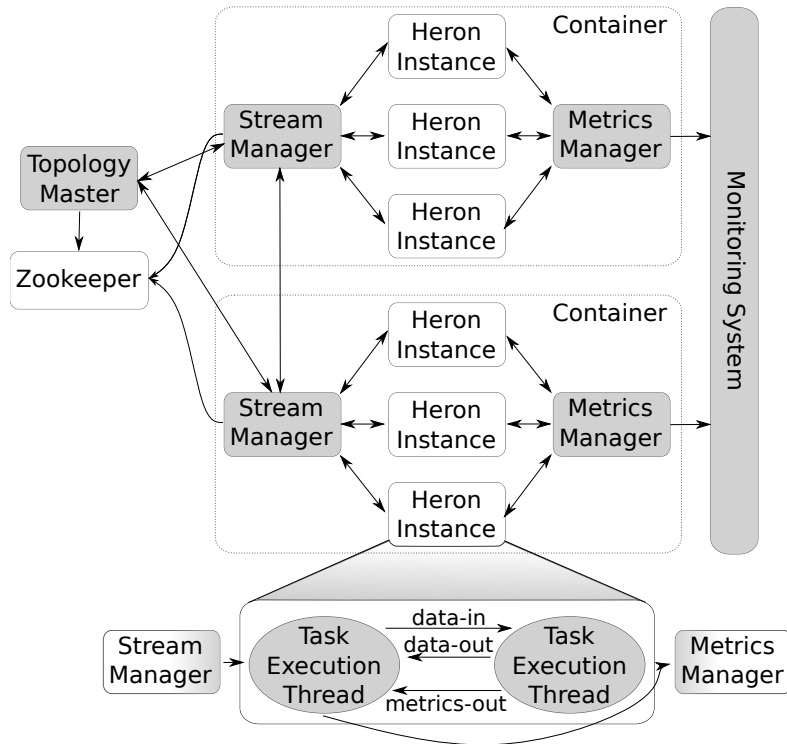 Container
Heron
Instance
Stream
Manager
Heron
Instance
Metrics
Manager
Heron
Instance
Topology
Master
Zookeeper
Monitoring System
Container
Heron
Instance
Stream
Manager
Heron
Instance
Metrics
Manager
Heron
Instance
Stream
Manager
Task
Execution
Thread
data-in
data-out
metrics-out
Task
Execution
Thread
Metrics
Manager